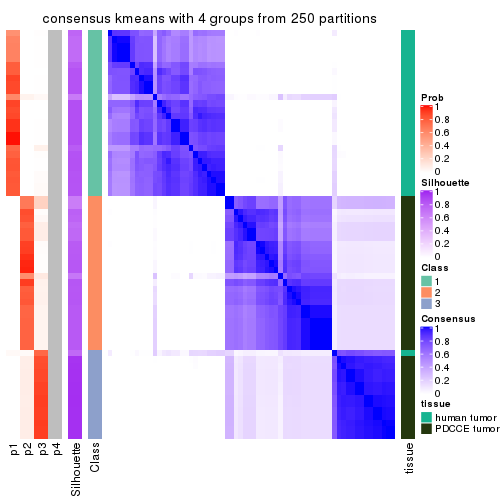 consensus kmeans with 4 groups from 250 partitions
Prob
1
0.8
0.6
0.4
0.2
0
Silhouette
1
0.8
0.6
0.4
0.2
0
Class
1
2
3
Consensus
1
0.8
0.6
0.4
0.2
0
tissue
human tumor
PDCCE tumor
p1
p2
p3
p4
Silhouette
Class
tissue